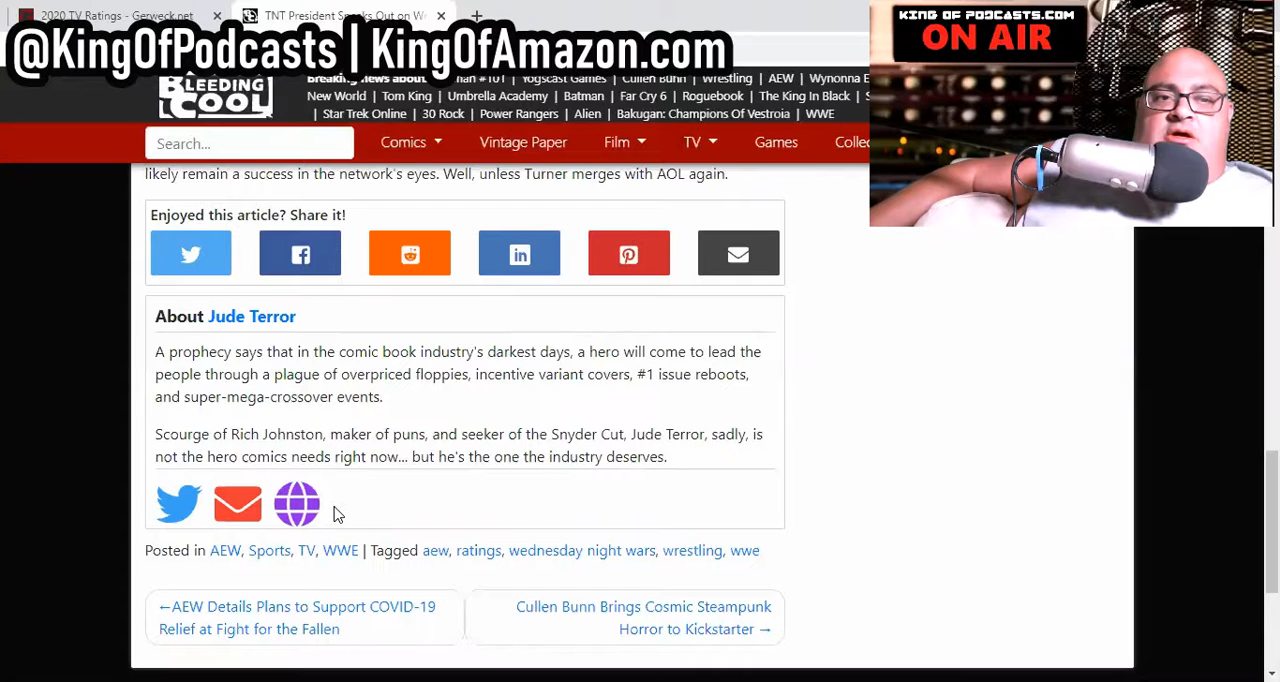 2020 TV Ratings - Gerweck.net
TNT President Speaks Out on We
@KingOfPodcasts | KingOfAmazon.com
KING OF PODCASTS.COM
ON AIR
BLEEDING
COOL
Breaking news about: man #101 | Yogscast Games | Cullen Bunn | Wrestling | AEW | Wynonna E
New World | Tom King | Umbrella Academy | Batman | Far Cry 6 | Roguebook | The King In Black | S
| Star Trek Online | 30 Rock | Power Rangers | Alien | Bakugan: Champions Of Vestroia | WWE
Search...
Comics
Vintage Paper
Film
TV
Games
Collec
likely remain a success in the network's eyes. Well, unless Turner merges with AOL again.
Enjoyed this article? Share it!
About Jude Terror
A prophecy says that in the comic book industry's darkest days, a hero will come to lead the
people through a plague of overpriced floppies, incentive variant covers, #1 issue reboots,
and super-mega-crossover events.
Scourge of Rich Johnston, maker of puns, and seeker of the Snyder Cut, Jude Terror, sadly, is
not the hero comics needs right now... but he's the one the industry deserves.
Posted in AEW, Sports, TV, WWE | Tagged aew, ratings, wednesday night wars, wrestling, wwe
←AEW Details Plans to Support COVID-19
Relief at Fight for the Fallen
Cullen Bunn Brings Cosmic Steampunk
Horror to Kickstarter →